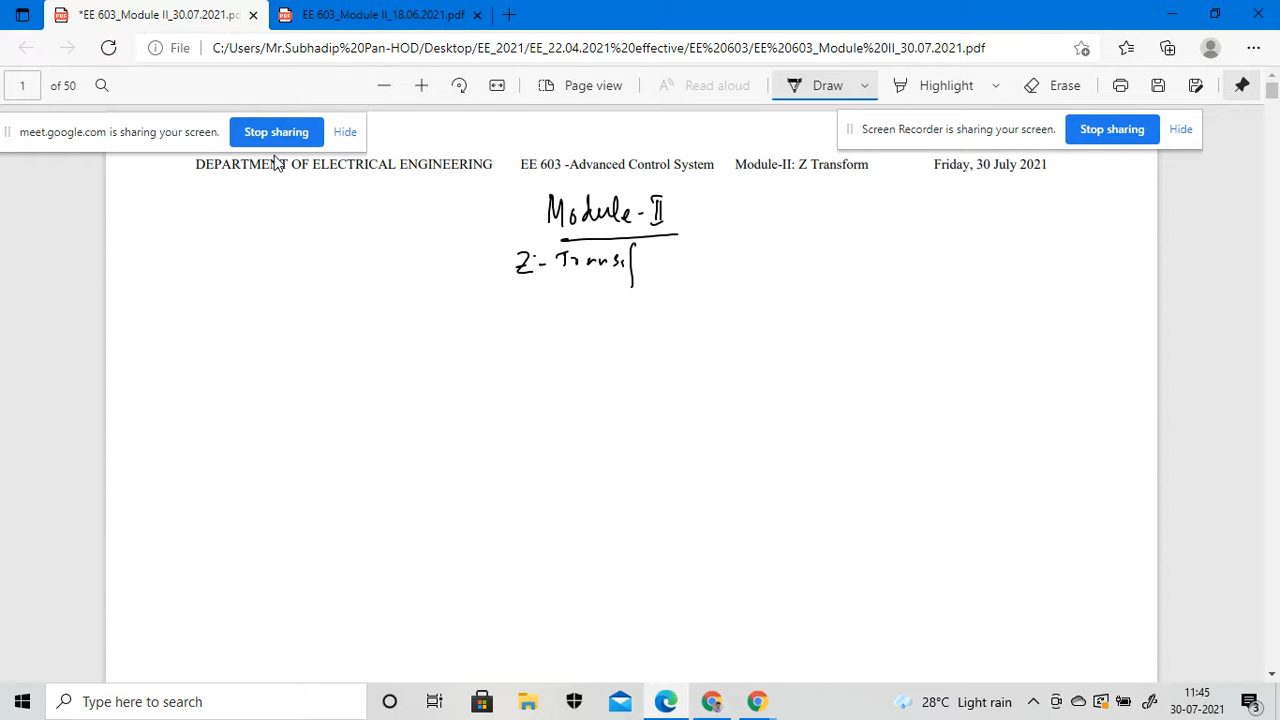 *EE 603_Module II_30.07.2021.pd
EE 603_Module II_18.06.2021.pdf
File C:/Users/Mr.Subhadip%20Pan-HOD/Desktop/EE_2021/EE_22.04.2021%20effective/EE%20603/EE%20603_Module%20II_30.07.2021.pdf
1 of 50 Page view Read aloud Draw Highlight Erase
meet.google.com is sharing your screen. Stop sharing Hide
Screen Recorder is sharing your screen. Stop sharing Hide
DEPARTMENT OF ELECTRICAL ENGINEERING EE 603 -Advanced Control System Module-II: Z Transform Friday, 30 July 2021
Module-II
Z-Transf
Type here to search
28°C Light rain
11:45
30-07-2021
3